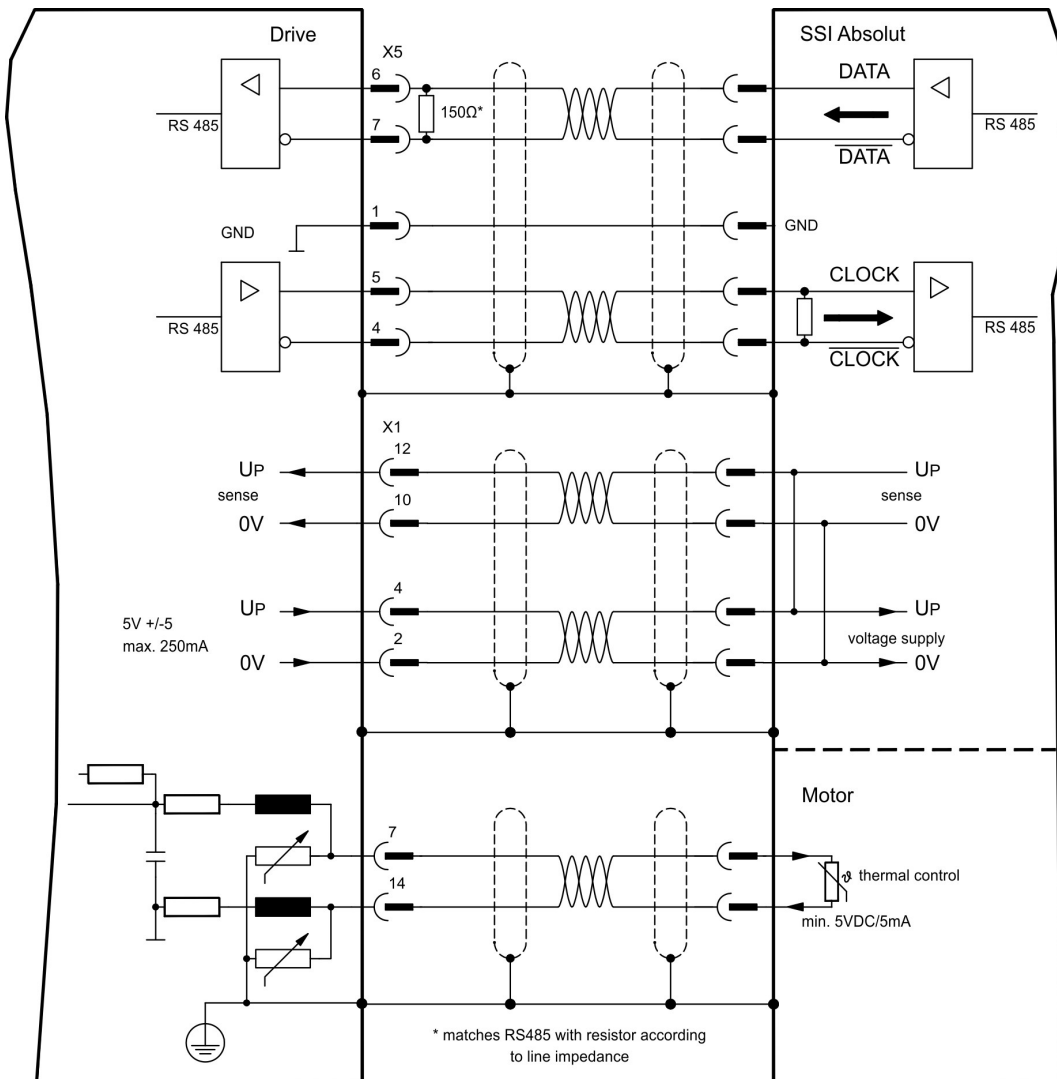 Drive
SSI Absolut
X5
6
DATA
150Ω*
RS 485
RS 485
7
DATA
1
GND
GND
5
CLOCK
RS 485
RS 485
4
CLOCK
X1
12
UP
UP
sense
sense
10
0V
0V
4
UP
UP
5V +/-5
max. 250mA
voltage supply
2
0V
0V
Motor
7
ϑ thermal control
14
min. 5VDC/5mA
* matches RS485 with resistor according
to line impedance